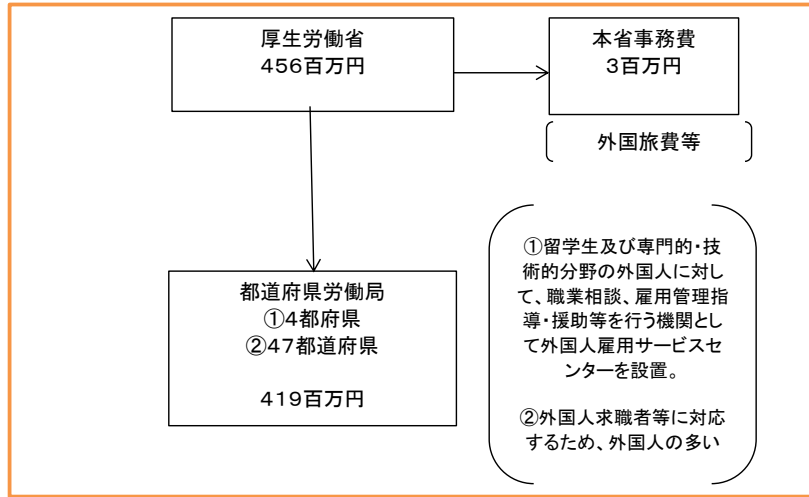 厚生労働省
456百万円
本省事務費
3百万円
外国旅費等
都道府県労働局
①4都府県
②47都道府県
419百万円
①留学生及び専門的・技
術的分野の外国人に対し
て、職業相談、雇用管理指
導・援助等を行う機関とし
て外国人雇用サービスセ
ンターを設置。
②外国人求職者等に対応
するため、外国人の多い